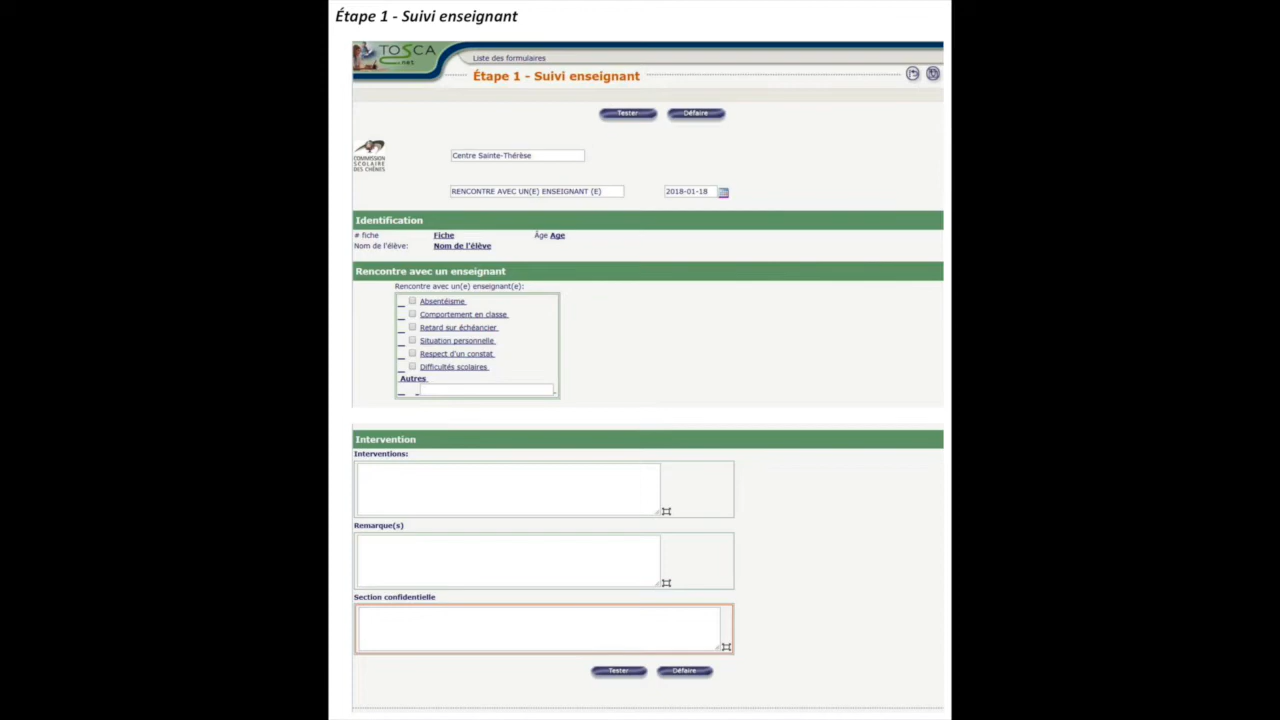 Étape 1 - Suivi enseignant
TOSCA
.net
Liste des formulaires
Étape 1 - Suivi enseignant
Tester Défaire
COMMISSION
SCOLAIRE
DES CHÊNES
Centre Sainte-Thérèse
RENCONTRE AVEC UN(E) ENSEIGNANT (E) 2018-01-18
Identification
# fiche Fiche Âge Age
Nom de l'élève: Nom de l'élève
Rencontre avec un enseignant
Rencontre avec un(e) enseignant(e):
Absentéisme
Comportement en classe
Retard sur échéancier
Situation personnelle
Respect d'un constat
Difficultés scolaires
Autres
Intervention
Interventions:
Remarque(s)
Section confidentielle
Tester Défaire